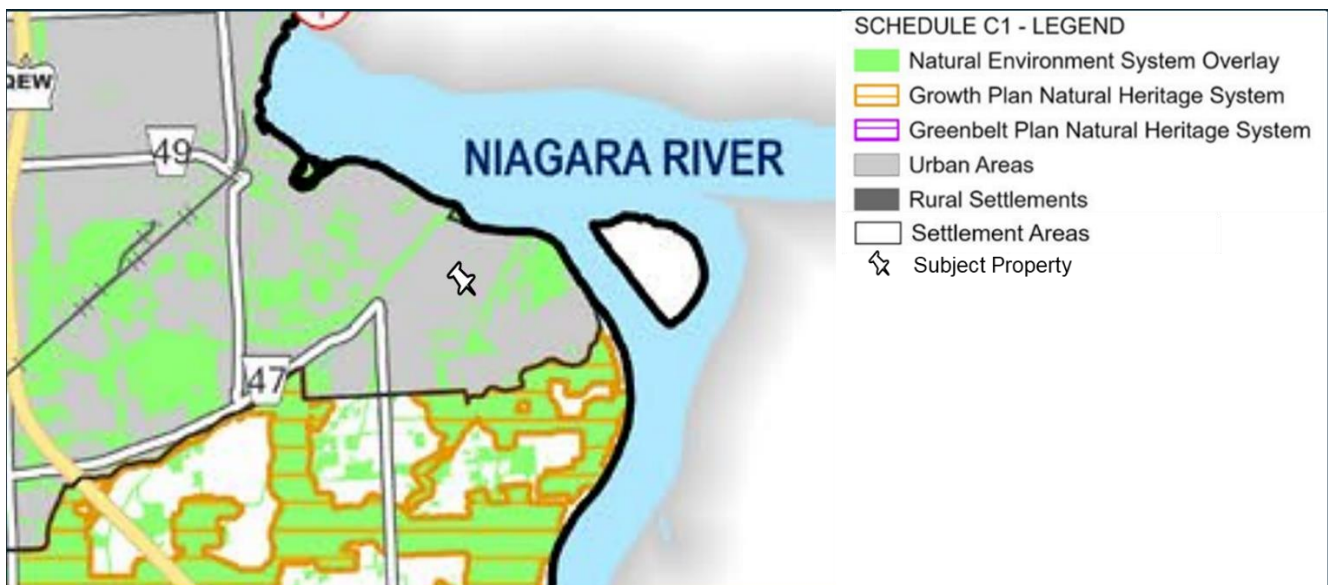 QEW
49
47
NIAGARA RIVER
SCHEDULE C1 - LEGEND
Natural Environment System Overlay
Growth Plan Natural Heritage System
Greenbelt Plan Natural Heritage System
Urban Areas
Rural Settlements
Settlement Areas
Subject Property